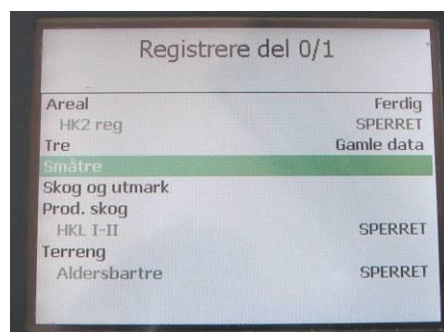 Registrere del 0/1
Areal Ferdig
HK2 reg SPERRET
Tre Gamle data
Småtre
Skog og utmark
Prod. skog
HKL I-II SPERRET
Terreng
Aldersbartre SPERRET